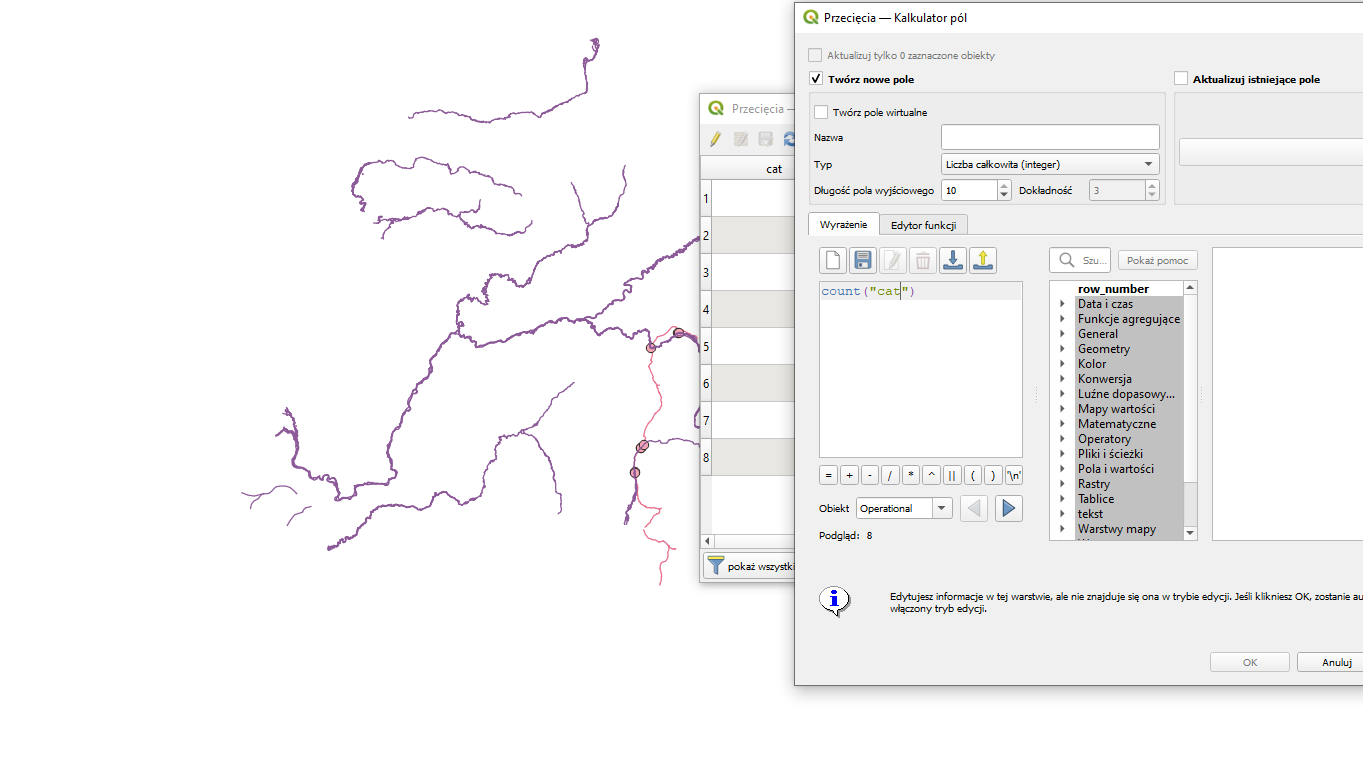 Przecięcia — Kalkulator pól
Aktualizuj tylko 0 zaznaczone obiekty
Twórz nowe pole
Aktualizuj istniejące pole
Twórz pole wirtualne
Nazwa
Typ
Liczba całkowita (integer)
Długość pola wyjściowego
10
Dokładność
3
Wyrażenie
Edytor funkcji
Szu...
Pokaż pomoc
count("cat")
row_number
Data i czas
Funkcje agregujące
General
Geometry
Kolor
Konwersja
Luźne dopasowy...
Mapy wartości
Matematyczne
Operatory
Pliki i ścieżki
Pola i wartości
Rastry
Tablice
tekst
Warstwy mapy
= + - / * ^ || ( ) '\n'
Obiekt
Operational
Podgląd: 8
Edytujesz informacje w tej warstwie, ale nie znajduje się ona w trybie edycji. Jeśli klikniesz OK, zostanie au
włączony tryb edycji.
OK
Anuluj
Przecięcia —
cat
1
2
3
4
5
6
7
8
pokaż wszystki